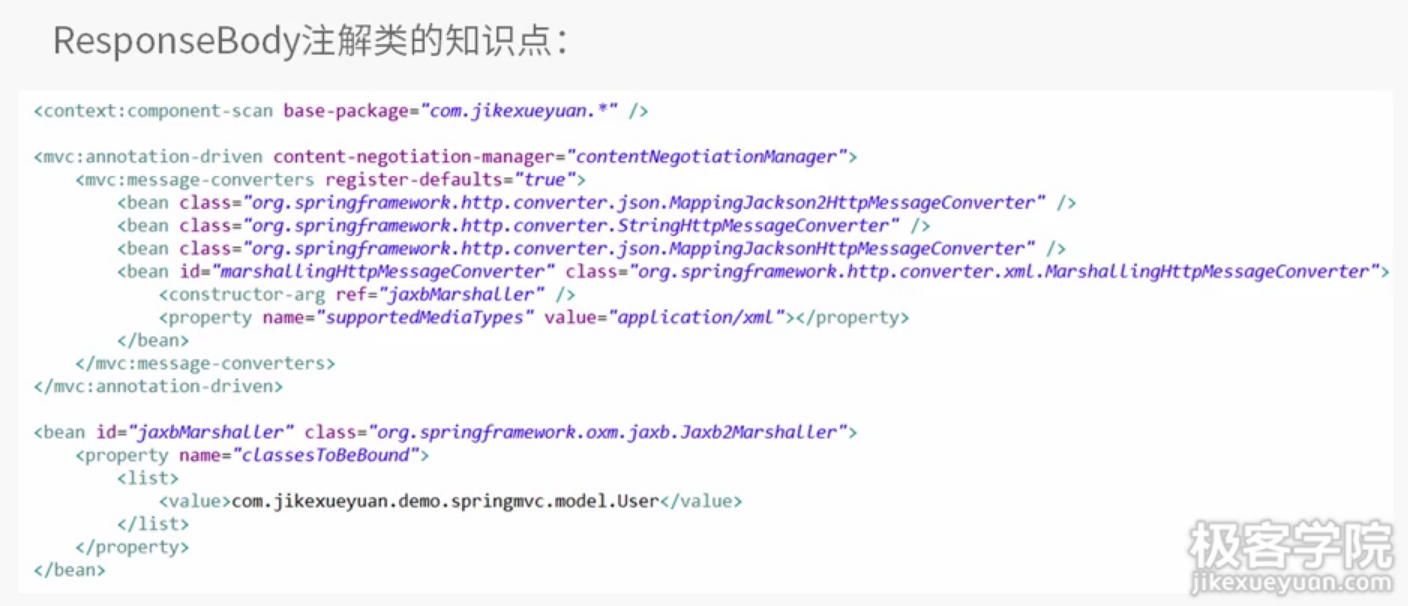 ResponseBody注解类的知识点：
<context:component-scan base-package="com.jikexueyuan.*" />
<mvc:annotation-driven content-negotiation-manager="contentNegotiationManager">
<mvc:message-converters register-defaults="true">
<bean class="org.springframework.http.converter.json.MappingJackson2HttpMessageConverter" />
<bean class="org.springframework.http.converter.StringHttpMessageConverter" />
<bean class="org.springframework.http.converter.json.MappingJacksonHttpMessageConverter" />
<bean id="marshallingHttpMessageConverter" class="org.springframework.http.converter.xml.MarshallingHttpMessageConverter">
<constructor-arg ref="jaxbMarshaller" />
<property name="supportedMediaTypes" value="application/xml"></property>
</bean>
</mvc:message-converters>
</mvc:annotation-driven>
<bean id="jaxbMarshaller" class="org.springframework.oxm.jaxb.Jaxb2Marshaller">
<property name="classesToBeBound">
<list>
<value>com.jikexueyuan.demo.springmvc.model.User</value>
</list>
</property>
</bean>
极客学院
jikexueyuan.com